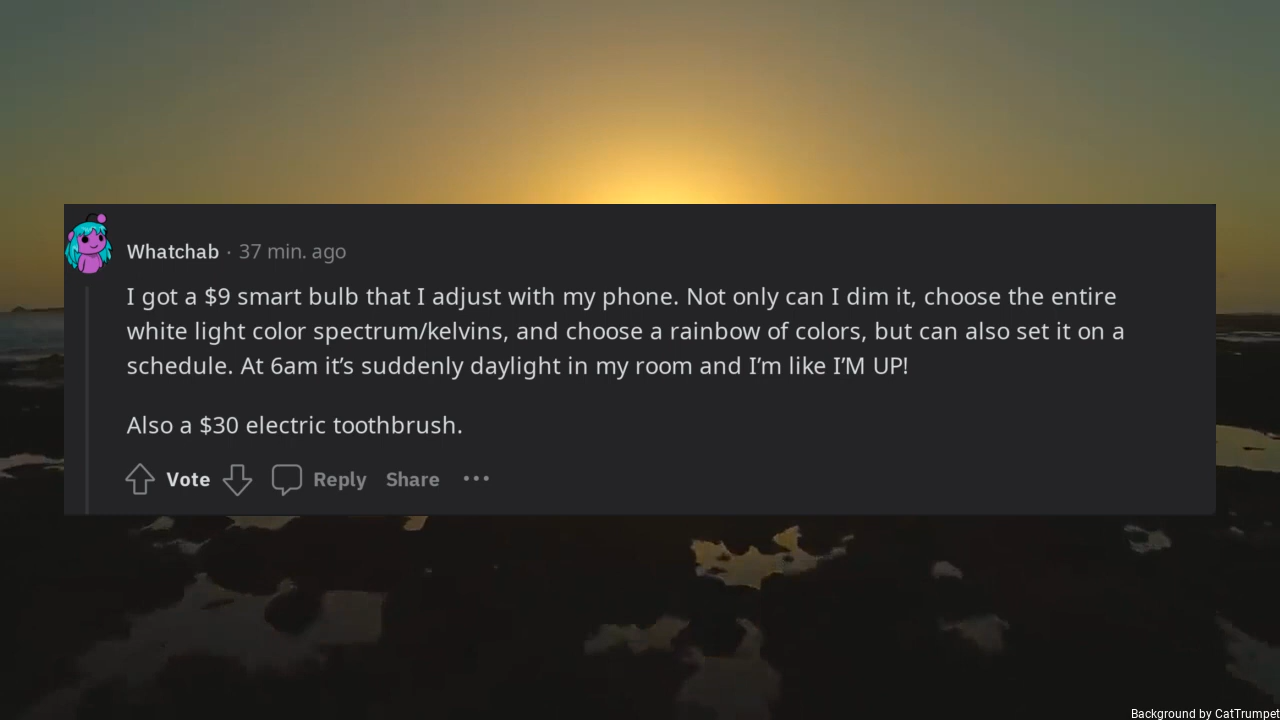 Whatchab · 37 min. ago
I got a $9 smart bulb that I adjust with my phone. Not only can I dim it, choose the entire
white light color spectrum/kelvins, and choose a rainbow of colors, but can also set it on a
schedule. At 6am it’s suddenly daylight in my room and I’m like I’M UP!
Also a $30 electric toothbrush.
Vote Reply Share •••
Background by CatTrumpet